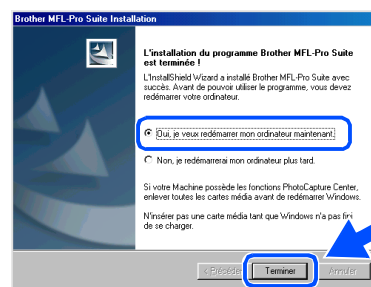 Brother MFL-Pro Suite Installation
L'installation du programme Brother MFL-Pro Suite
est terminée !
L'InstallShield Wizard a installé Brother MFL-Pro Suite avec
succès. Avant de pouvoir utiliser le programme, vous devez
redémarrer votre ordinateur.
Oui, je veux redémarrer mon ordinateur maintenant.
Non, je redémarrerai mon ordinateur plus tard.
Si votre Machine possède les fonctions PhotoCapture Center,
enlever toutes les cartes média avant de redémarrer Windows.
N'insérer pas une carte média tant que Windows n'a pas fini
de se charger.
< Précédent Terminer Annuler